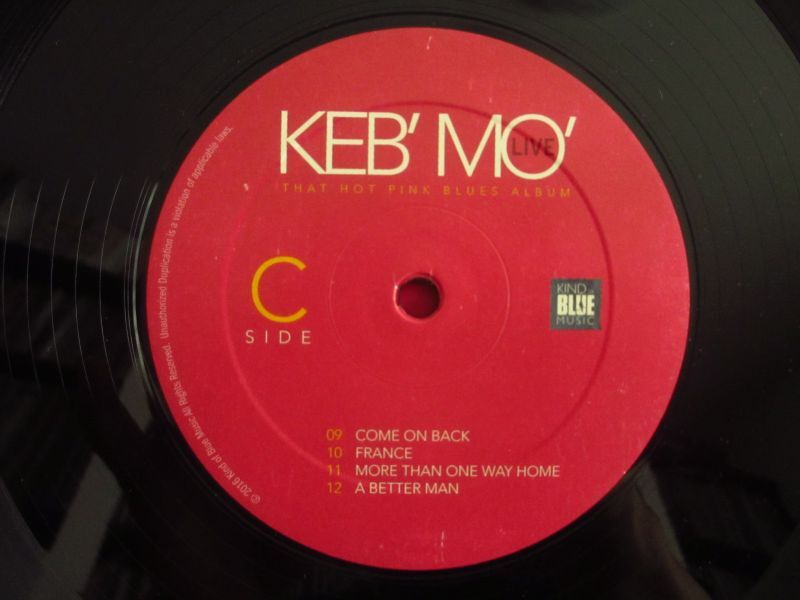 KEB' MO'
LIVE
THAT HOT PINK BLUES ALBUM
C
SIDE
KIND OF
BLUE
MUSIC
09 COME ON BACK
10 FRANCE
11 MORE THAN ONE WAY HOME
12 A BETTER MAN
℗ 2016 Kind of Blue Music All Rights Reserved. Unauthorized Duplication is a violation of applicable laws.